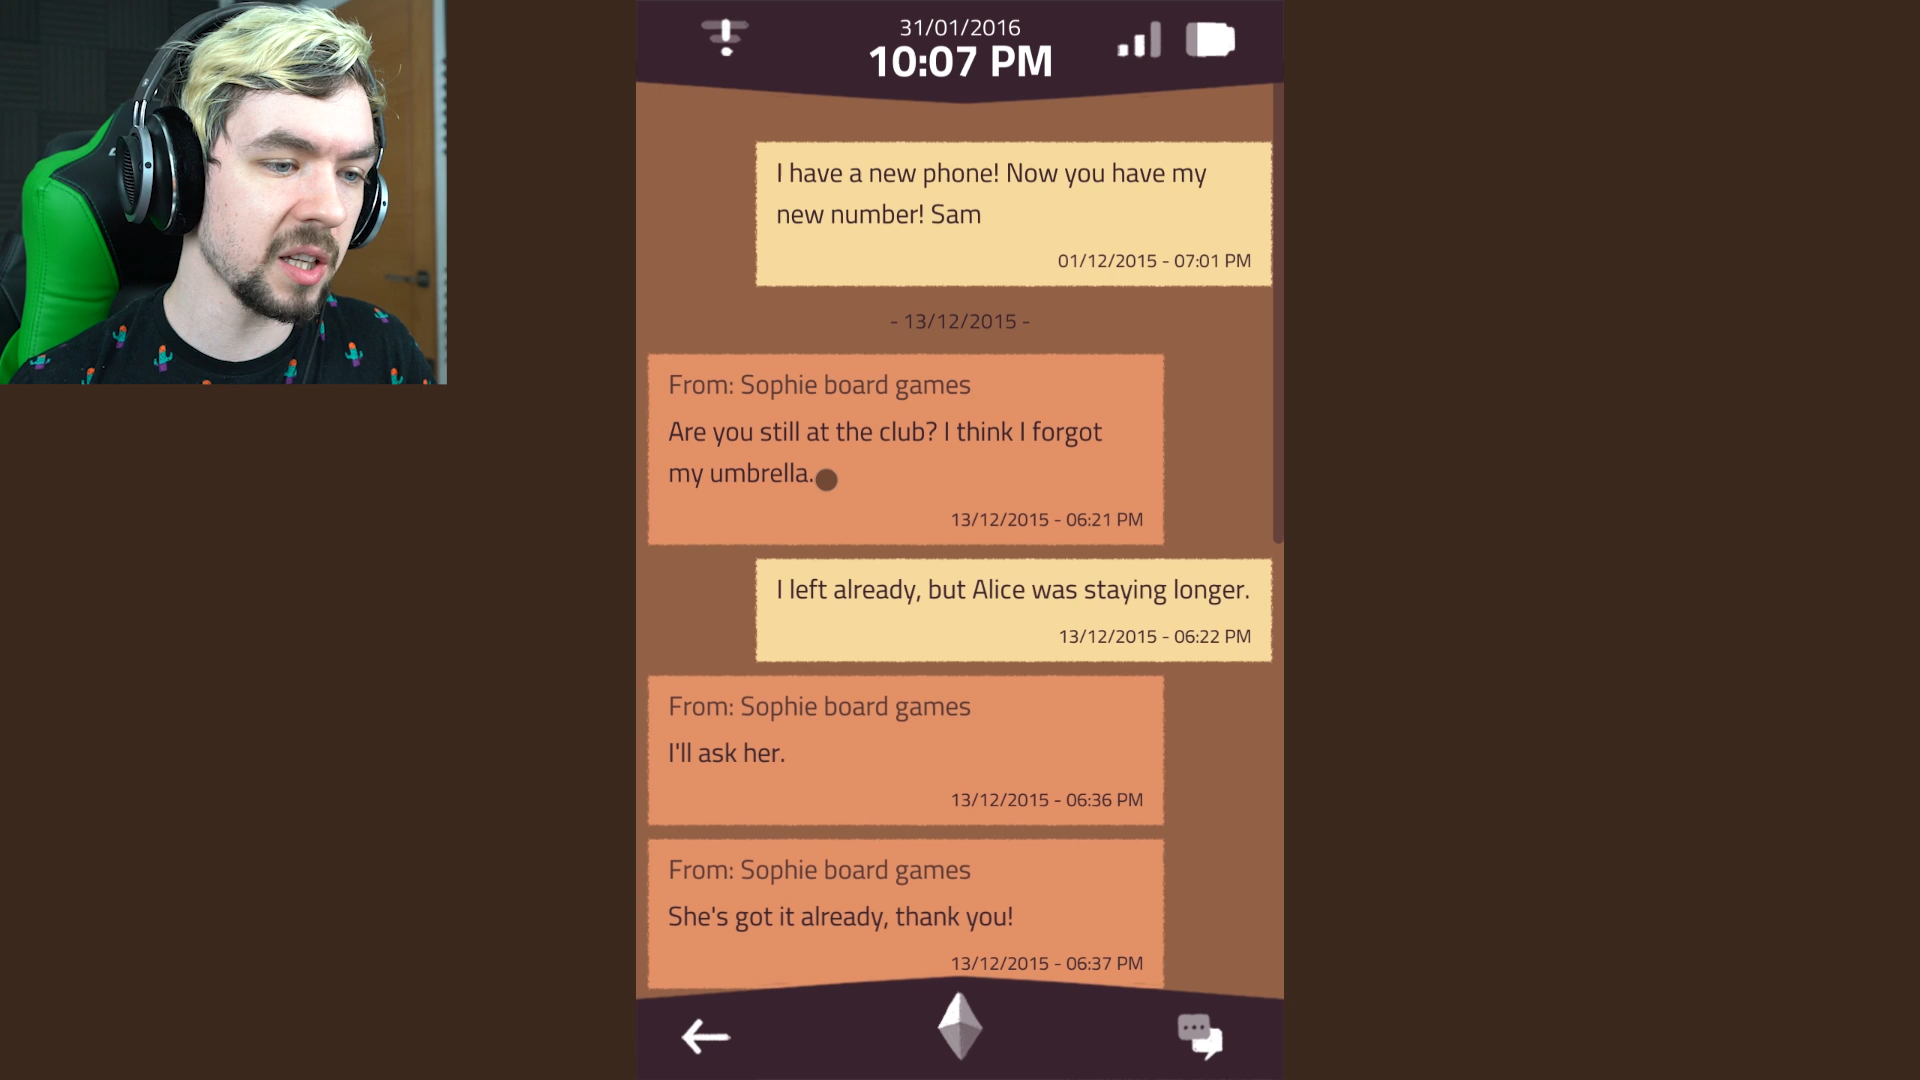 31/01/2016
10:07 PM
I have a new phone! Now you have my
new number! Sam
01/12/2015 - 07:01 PM
- 13/12/2015 -
From: Sophie board games
Are you still at the club? I think I forgot
my umbrella.
13/12/2015 - 06:21 PM
I left already, but Alice was staying longer.
13/12/2015 - 06:22 PM
From: Sophie board games
I'll ask her.
13/12/2015 - 06:36 PM
From: Sophie board games
She's got it already, thank you!
13/12/2015 - 06:37 PM